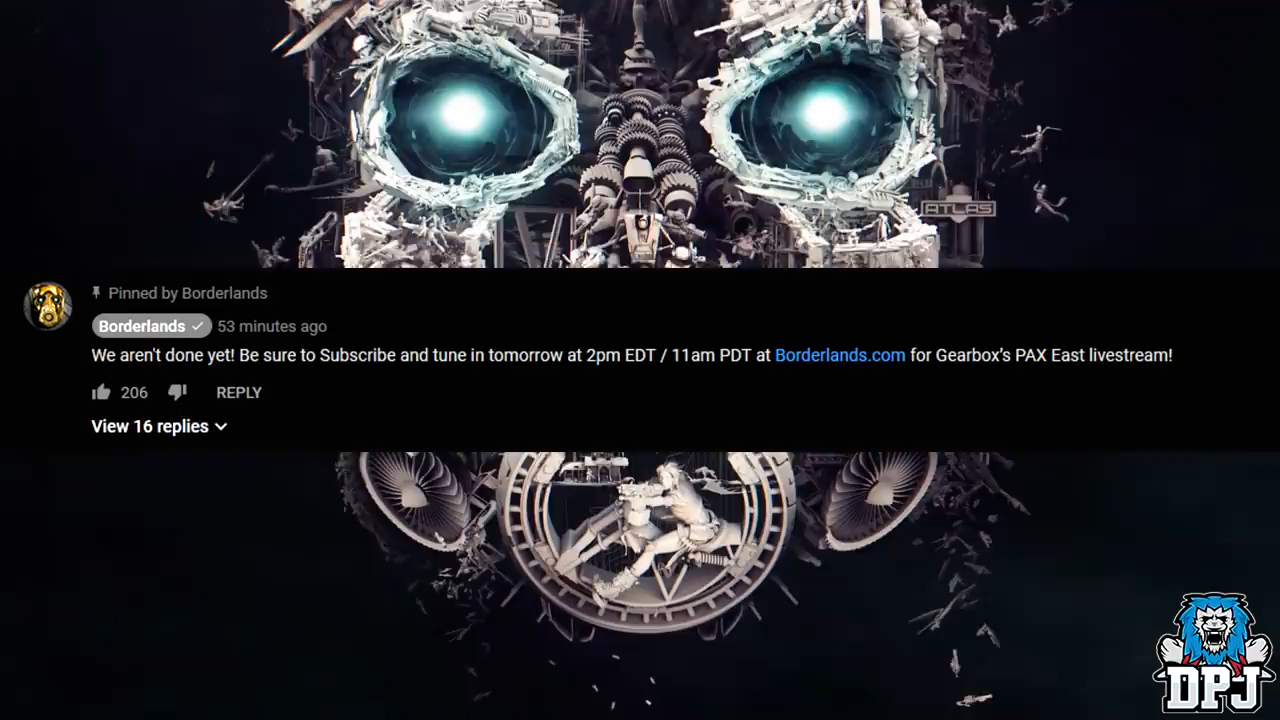 ATLAS
Pinned by Borderlands
Borderlands 53 minutes ago
We aren't done yet! Be sure to Subscribe and tune in tomorrow at 2pm EDT / 11am PDT at Borderlands.com for Gearbox's PAX East livestream!
206 REPLY
View 16 replies
DPJ